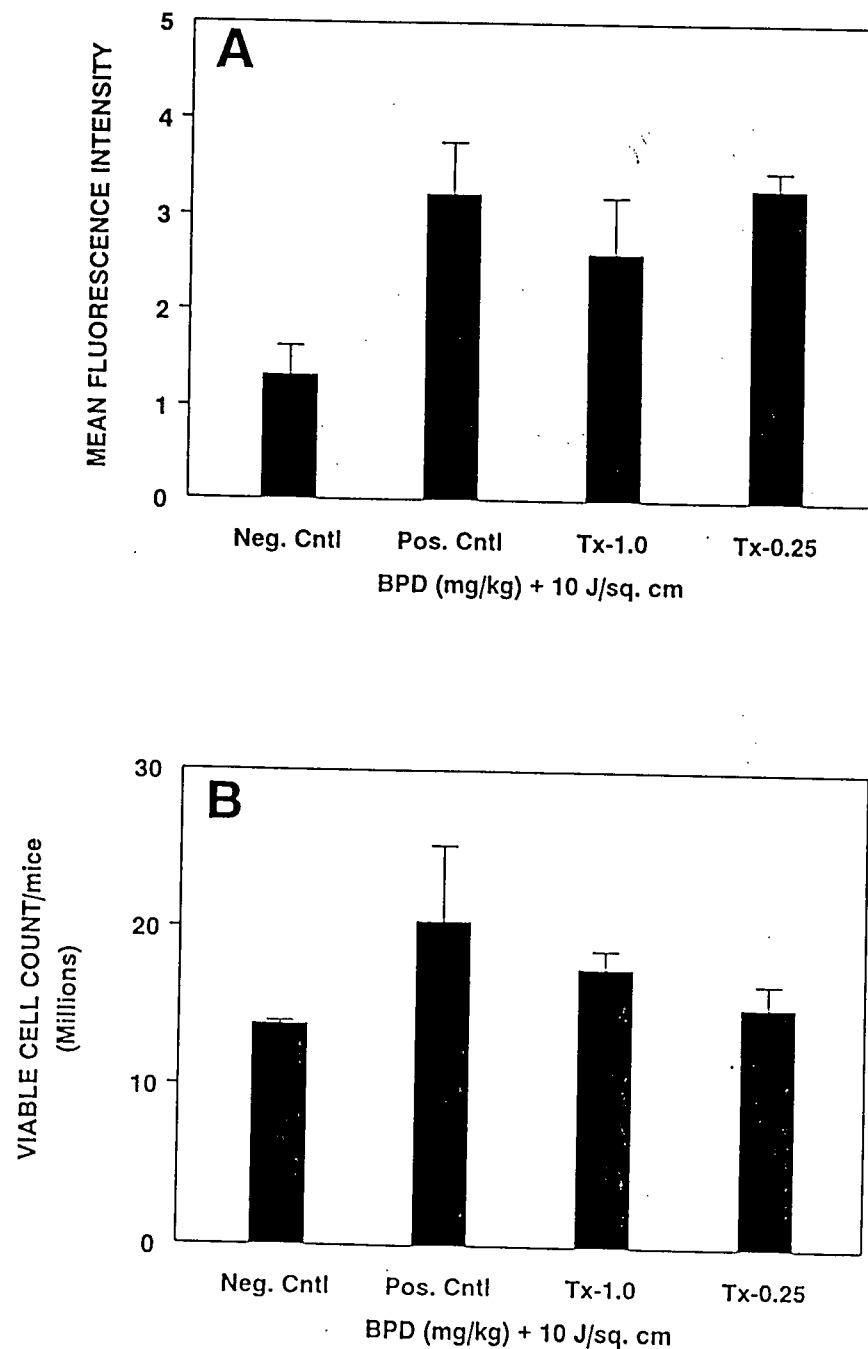 A
MEAN FLUORESCENCE INTENSITY
5
4
3
2
1
0
Neg. Cntl Pos. Cntl Tx-1.0 Tx-0.25
BPD (mg/kg) + 10 J/sq. cm
B
VIABLE CELL COUNT/mice
(Millions)
30
20
10
0
Neg. Cntl Pos. Cntl Tx-1.0 Tx-0.25
BPD (mg/kg) + 10 J/sq. cm